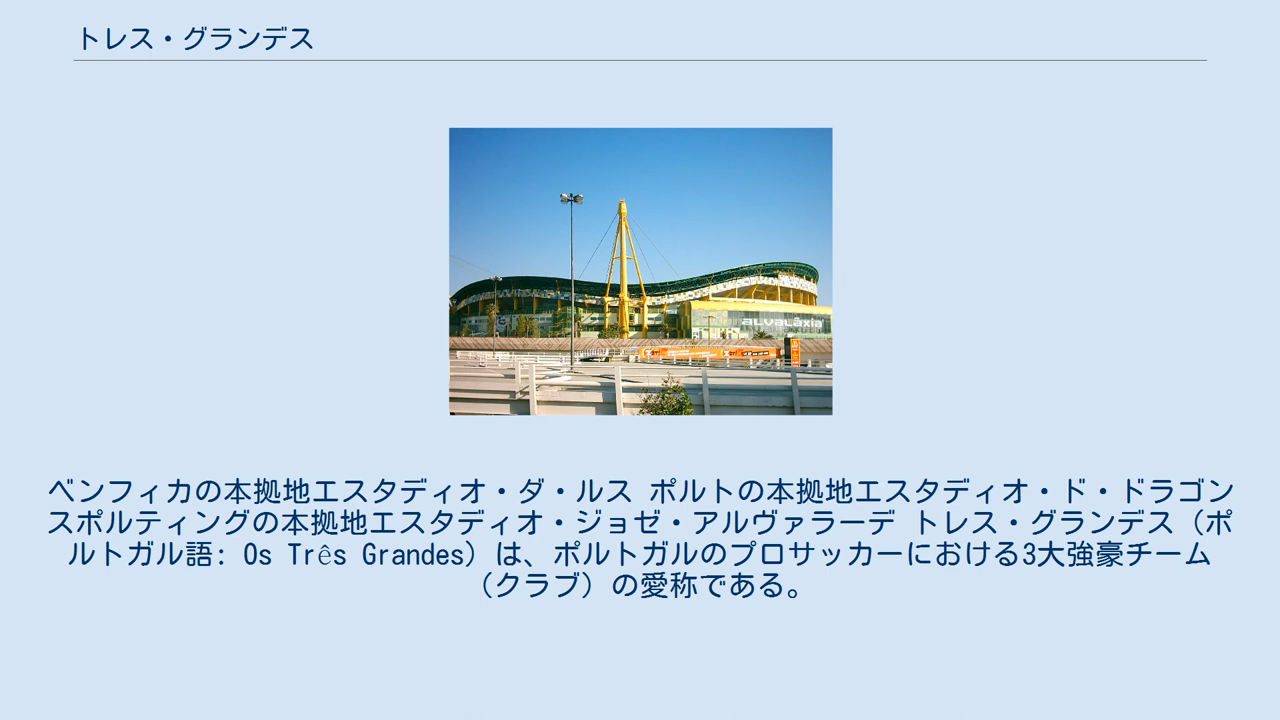 トレス・グランデス
alvaláxia
ベンフィカの本拠地エスタディオ・ダ・ルス ポルトの本拠地エスタディオ・ド・ドラゴン
スポルティングの本拠地エスタディオ・ジョゼ・アルヴァラーデ トレス・グランデス（ポ
ルトガル語: Os Três Grandes）は、ポルトガルのプロサッカーにおける3大強豪チーム
（クラブ）の愛称である。